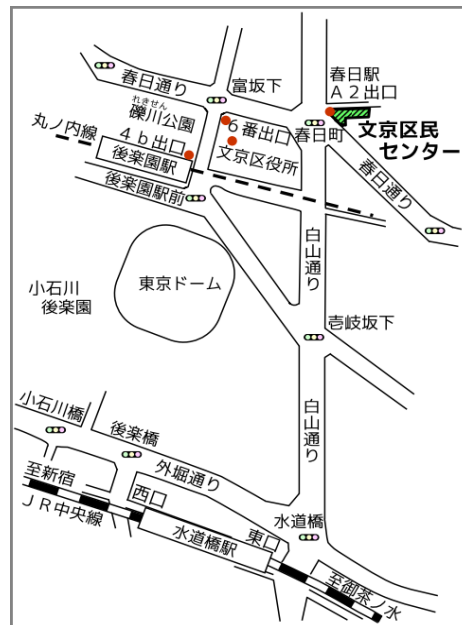 春日通り
富坂下
春日駅
A2出口
れきせん
礫川公園
6番出口
春日町
文京区民
センター
丸ノ内線
4b出口
後楽園駅
文京区役所
春日通り
後楽園駅前
白山通り
小石川
後楽園
東京ドーム
壱岐坂下
小石川橋
後楽橋
白山通り
外堀通り
至新宿
JR中央線
西口
東口
水道橋
水道橋駅
至御茶ノ水